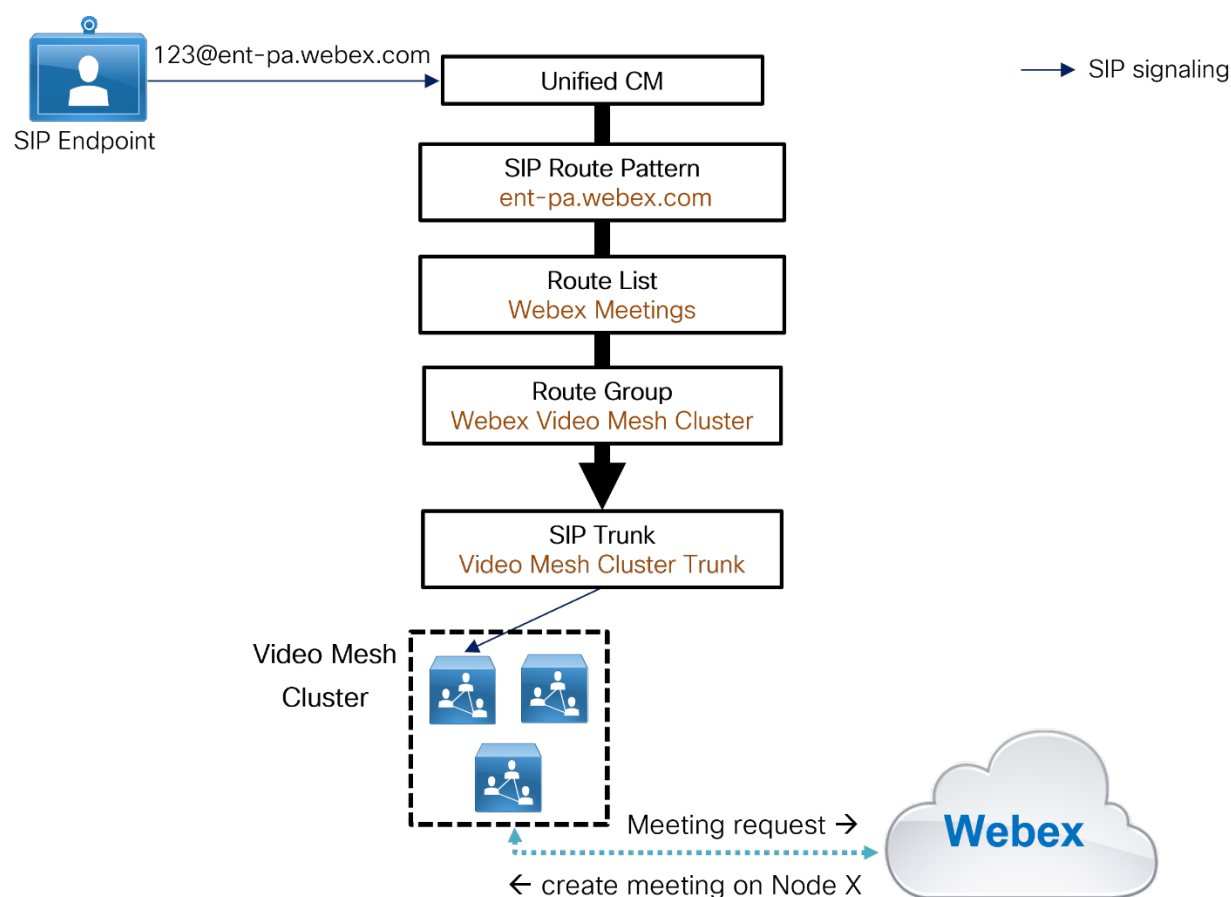 123@ent-pa.webex.com
SIP Endpoint
Unified CM
SIP signaling
SIP Route Pattern
ent-pa.webex.com
Route List
Webex Meetings
Route Group
Webex Video Mesh Cluster
SIP Trunk
Video Mesh Cluster Trunk
Video Mesh
Cluster
Meeting request →
← create meeting on Node X
Webex